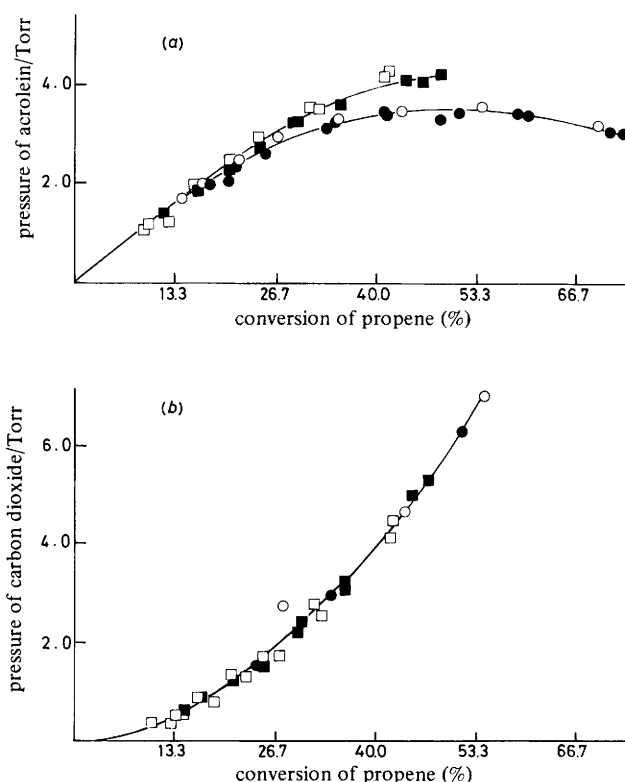 (a)
pressure of acrolein/Torr
4.0
2.0
13.3 26.7 40.0 53.3 66.7
conversion of propene (%)
(b)
pressure of carbon dioxide/Torr
6.0
4.0
2.0
13.3 26.7 40.0 53.3 66.7
conversion of propene (%)